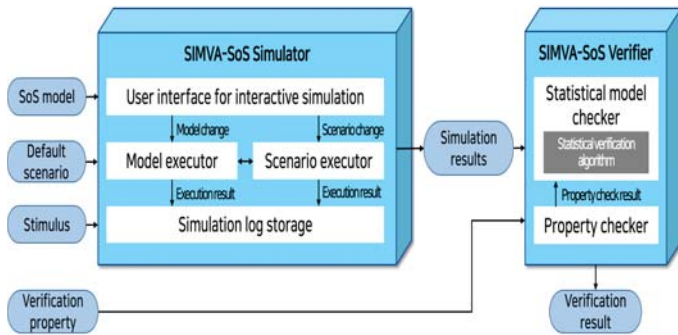 SIMVA-SoS Simulator
SIMVA-SoS Verifier
SoS model
User interface for interactive simulation
Statistical model
checker
Model change
Scenario change
Simulation
results
Statistical verification
algorithm
Default
scenario
Model executor
Scenario executor
Execution result
Execution result
Property check result
Stimulus
Simulation log storage
Property checker
Verification
property
Verification
result